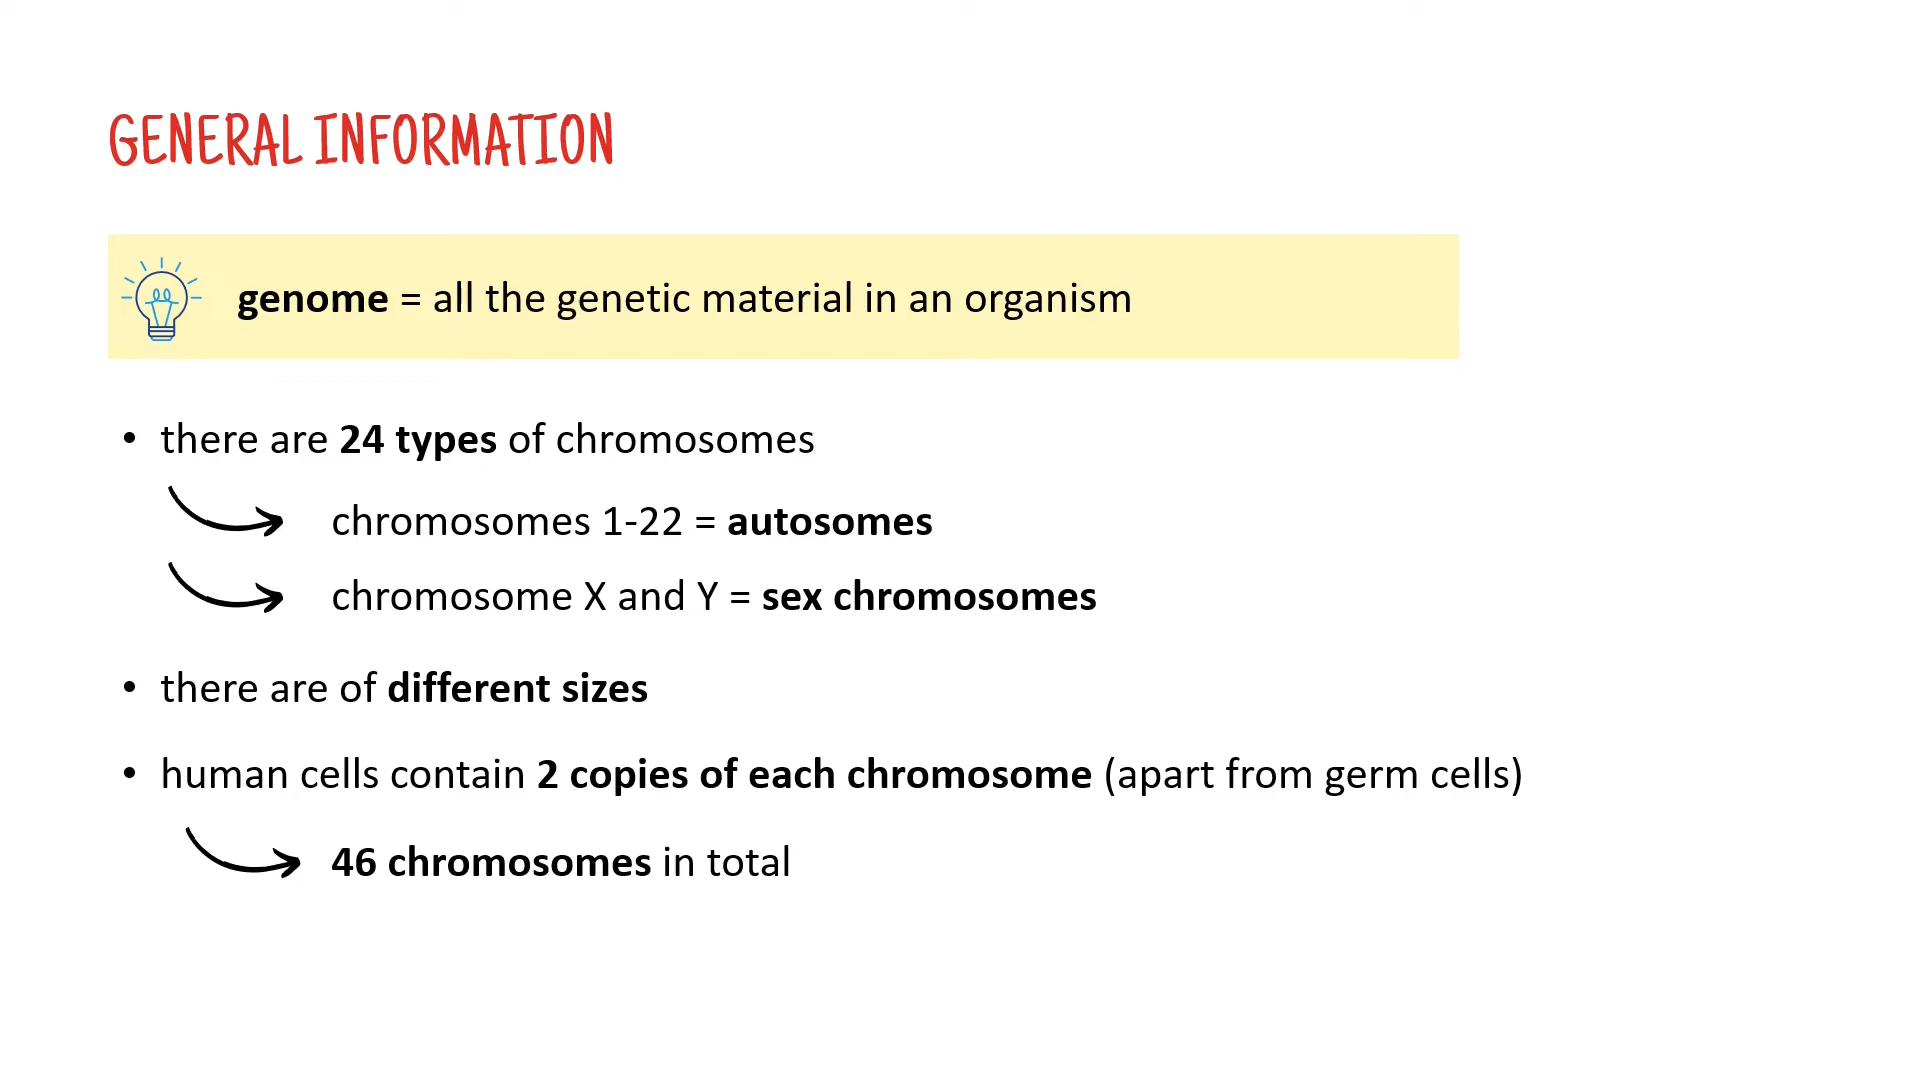 GENERAL INFORMATION
genome = all the genetic material in an organism
• there are 24 types of chromosomes
chromosomes 1-22 = autosomes
chromosome X and Y = sex chromosomes
• there are of different sizes
• human cells contain 2 copies of each chromosome (apart from germ cells)
46 chromosomes in total